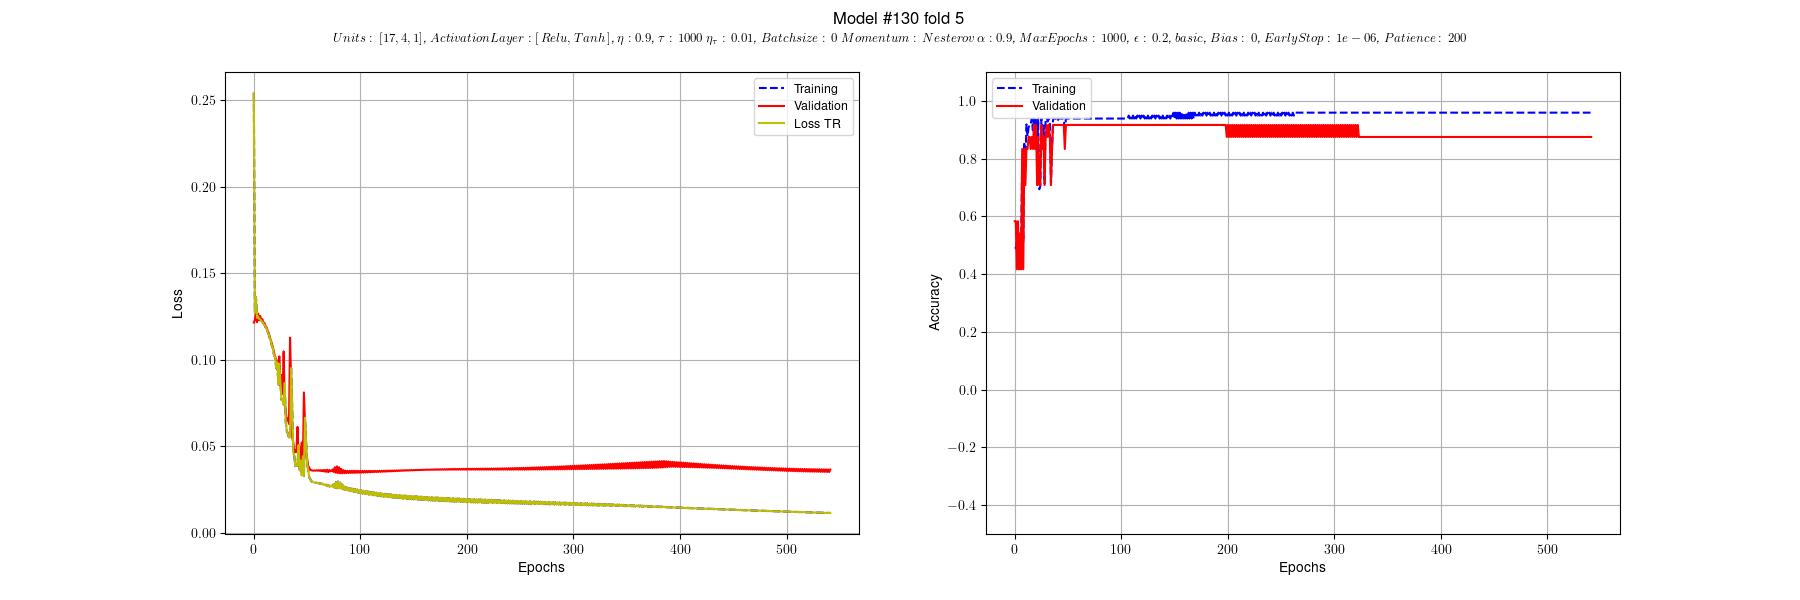 Model #130 fold 5
Units : [17, 4, 1], ActivationLayer : [Relu, Tanh], η : 0.9, τ : 1000 ητ : 0.01, Batchsize : 0 Momentum : Nesterov α : 0.9, MaxEpochs : 1000, ϵ : 0.2, basic, Bias : 0, EarlyStop : 1e − 06, Patience : 200
Training
Validation
Loss TR
0.25
0.20
0.15
0.10
0.05
0.00
Loss
0 100 200 300 400 500
Epochs
Training
Validation
1.0
0.8
0.6
0.4
0.2
0.0
−0.2
−0.4
Accuracy
0 100 200 300 400 500
Epochs